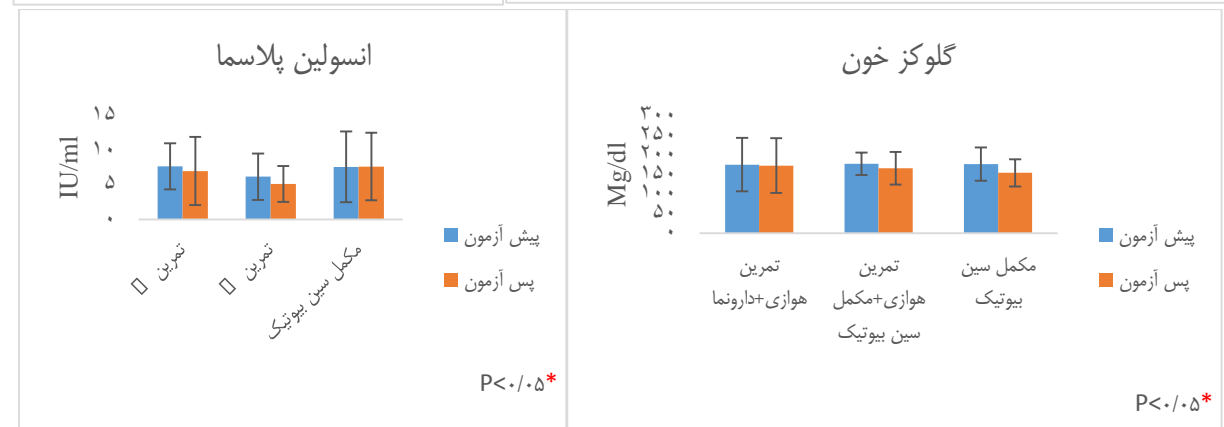 گلوکز خون
۳۰۰
۲۵۰
۲۰۰
۱۵۰
۱۰۰
۵۰
۰
Mg/dl
تمرین
هوازی+دارونما
تمرین
هوازی+مکمل
سین بیوتیک
مکمل سین
بیوتیک
پیش آزمون
پس آزمون
P<۰/۰۵*
انسولین پلاسما
۱۵
۱۰
۵
۰
IU/ml
تمرین
تمرین
مکمل سین بیوتیک
پیش آزمون
پس آزمون
P<۰/۰۵*